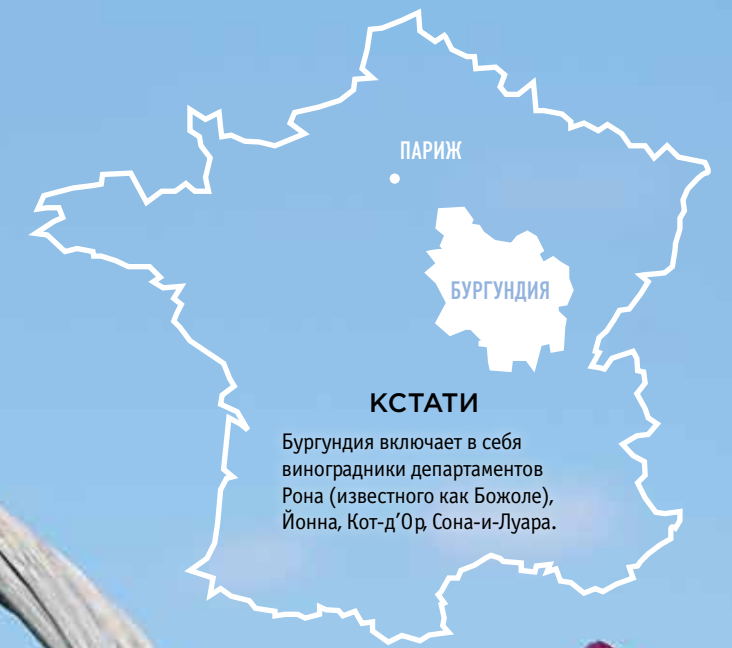 ПАРИЖ
БУРГУНДИЯ
КСТАТИ
Бургундия включает в себя
виноградники департаментов
Рона (известного как Божоле),
Йонна, Кот-д'Ор, Сона-и-Луара.